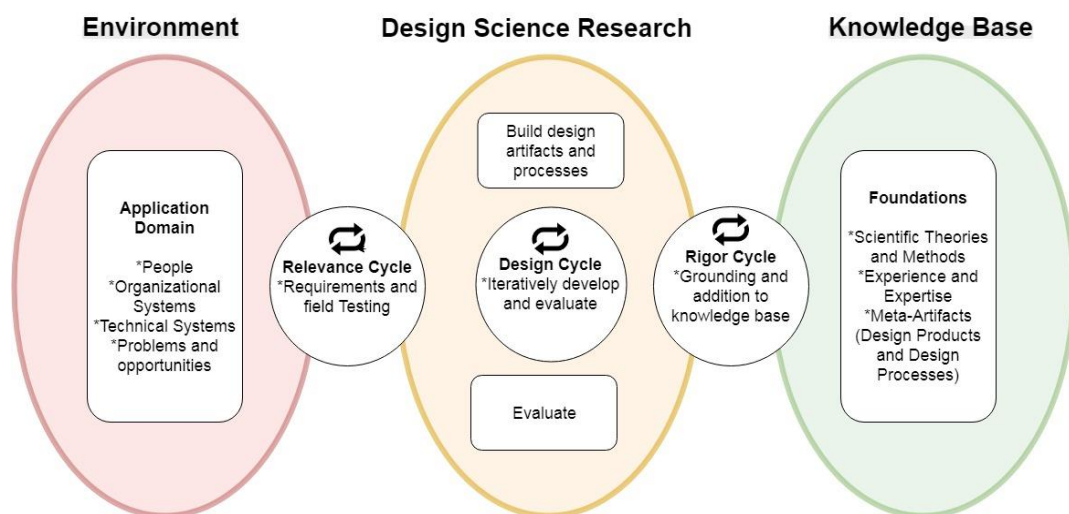 Environment
Design Science Research
Knowledge Base
Application
Domain
*People
*Organizational
Systems
*Technical Systems
*Problems and
opportunities
Relevance Cycle
*Requirements and
field Testing
Build design
artifacts and
processes
Design Cycle
*Iteratively develop
and evaluate
Evaluate
Rigor Cycle
*Grounding and
addition to
knowledge base
Foundations
*Scientific Theories
and Methods
*Experience and
Expertise
*Meta-Artifacts
(Design Products
and Design
Processes)